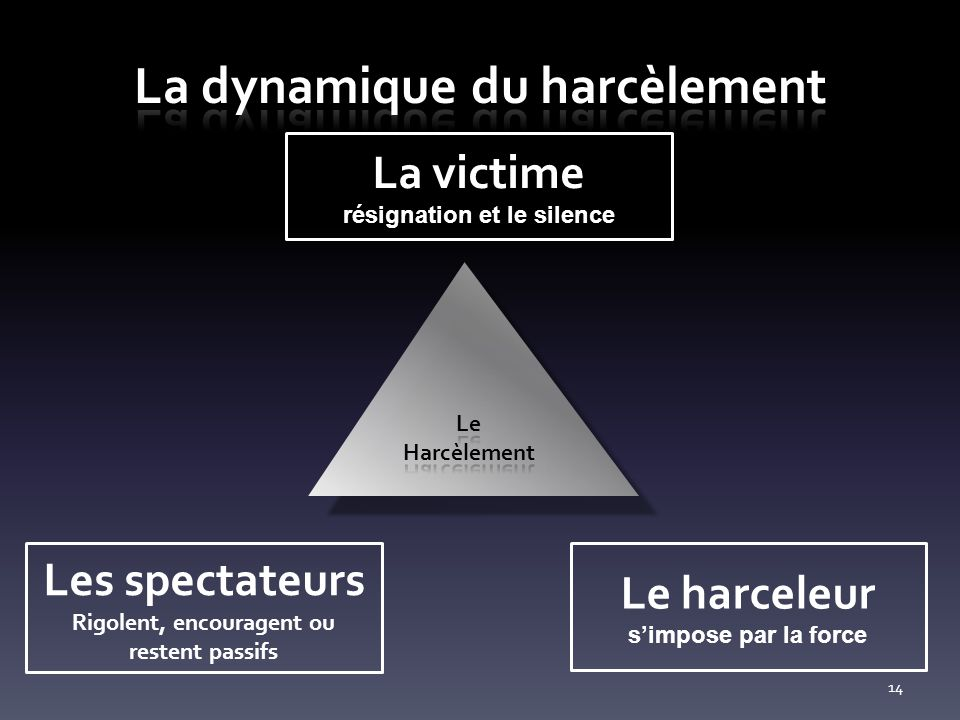 La dynamique du harcèlement
La victime
résignation et le silence
Le
Harcèlement
Les spectateurs
Rigolent, encouragent ou
restent passifs
Le harceleur
s’impose par la force
14